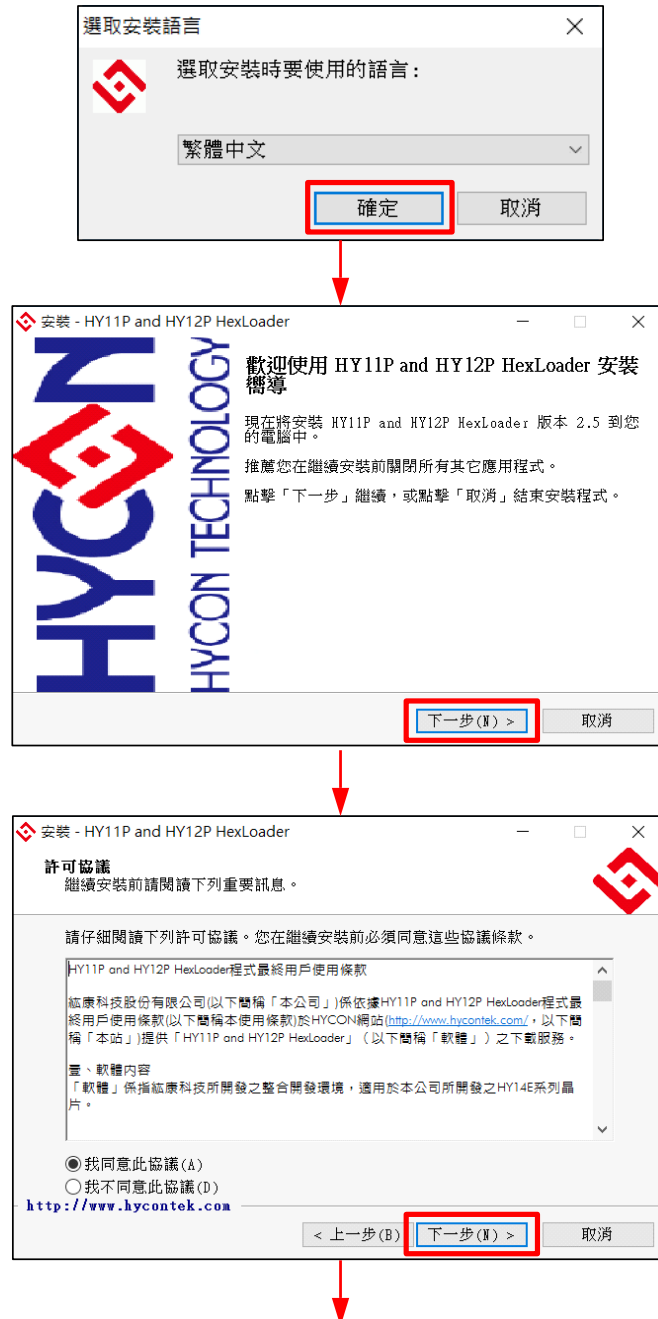 選取安裝語言
選取安裝時要使用的語言:
繁體中文
確定
取消
安裝 - HY11P and HY12P HexLoader
HYCON
HYCON TECHNOLOGY
歡迎使用 HY11P and HY12P HexLoader 安裝
嚮導
現在將安裝 HY11P and HY12P HexLoader 版本 2.5 到您
的電腦中。
推薦您在繼續安裝前關閉所有其它應用程式。
點擊「下一步」繼續，或點擊「取消」結束安裝程式。
下一步(N) >
取消
安裝 - HY11P and HY12P HexLoader
許可協議
繼續安裝前請閱讀下列重要訊息。
請仔細閱讀下列許可協議。您在繼續安裝前必須同意這些協議條款。
HY11P and HY12P HexLoader程式最終用戶使用條款
紘康科技股份有限公司(以下簡稱「本公司」)係依據HY11P and HY12P HexLoader程式最
終用戶使用條款(以下簡稱本使用條款)於HYCON網站(http://www.hycontek.com/，以下簡
稱「本站」)提供「HY11P and HY12P HexLoader」（以下簡稱「軟體」）之下載服務。
壹、軟體內容
「軟體」係指紘康科技所開發之整合開發環境，適用於本公司所開發之HY14E系列晶
片。
我同意此協議(A)
我不同意此協議(D)
http://www.hycontek.com
< 上一步(B)
下一步(N) >
取消